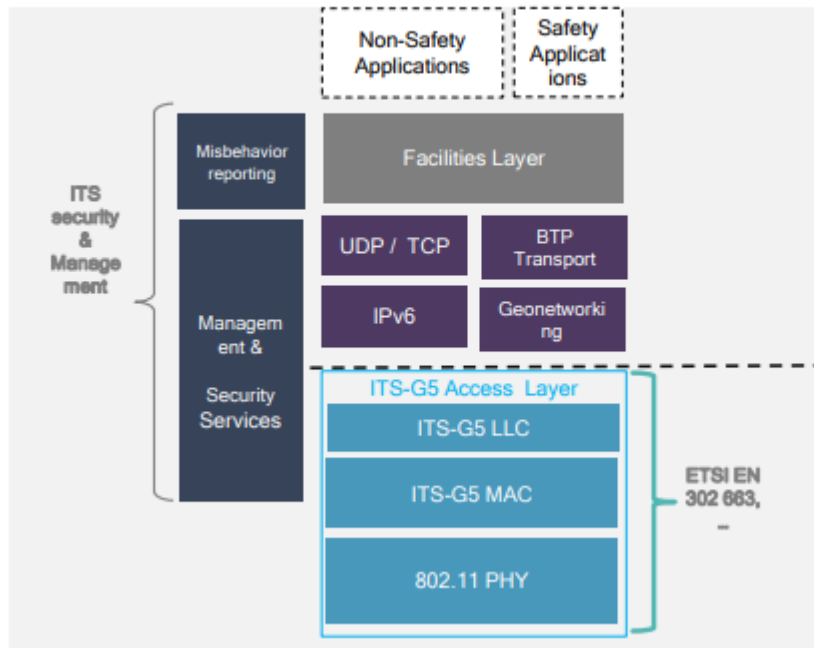 Non-Safety
Applications
Safety
Applicat
ions
Misbehavior
reporting
Facilities Layer
ITS
security
&
Manage
ment
UDP / TCP
BTP
Transport
IPv6
Geonetworki
ng
Managem
ent &
Security
Services
ITS-G5 Access Layer
ITS-G5 LLC
ITS-G5 MAC
802.11 PHY
ETSI EN
302 663,
...